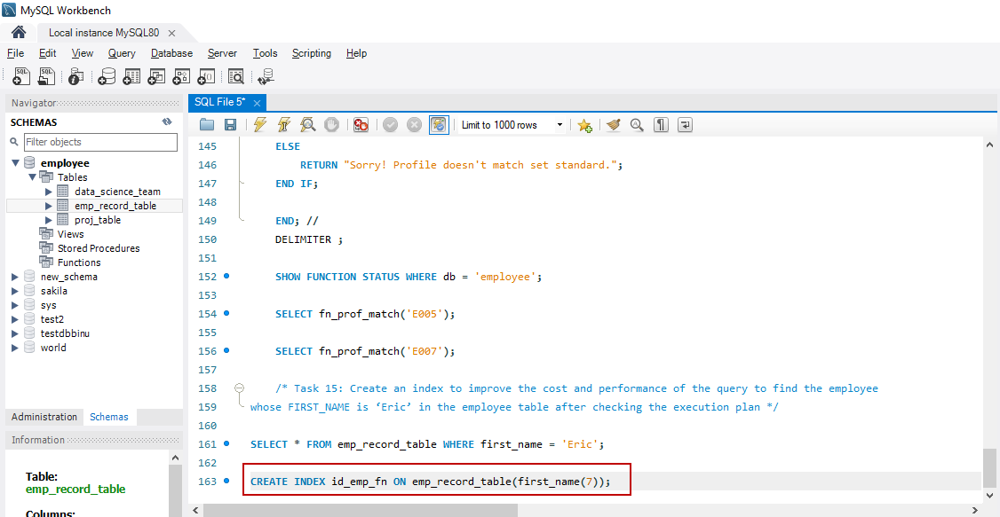 MySQL Workbench
Local instance MySQL80
File Edit View Query Database Server Tools Scripting Help
Navigator
SCHEMAS
Filter objects
employee
Tables
data_science_team
emp_record_table
proj_table
Views
Stored Procedures
Functions
new_schema
sakila
sys
test2
testdbbinu
world
Administration Schemas
Information
Table:
emp_record_table
Columns:
SQL File 5*
Limit to 1000 rows
145 ELSE
146 RETURN "Sorry! Profile doesn't match set standard.";
147 END IF;
148
149 END; //
150 DELIMITER ;
151
152 SHOW FUNCTION STATUS WHERE db = 'employee';
153
154 SELECT fn_prof_match('E005');
155
156 SELECT fn_prof_match('E007');
157
158 /* Task 15: Create an index to improve the cost and performance of the query to find the employee
159 whose FIRST_NAME is ‘Eric’ in the employee table after checking the execution plan */
160
161 SELECT * FROM emp_record_table WHERE first_name = 'Eric';
162
163 CREATE INDEX id_emp_fn ON emp_record_table(first_name(7));